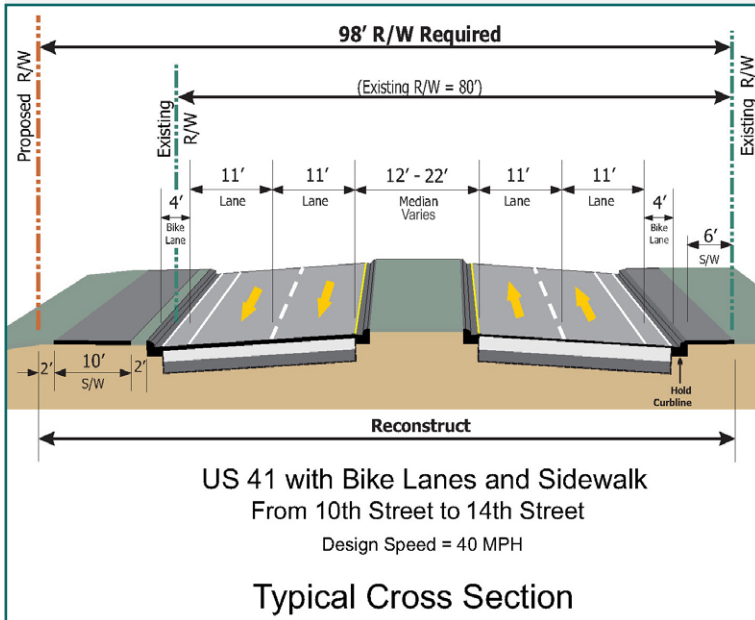 98’ R/W Required
Proposed R/W
Existing R/W
(Existing R/W = 80’)
Existing R/W
11’
Lane
11’
Lane
12’ - 22’
Median
Varies
11’
Lane
11’
Lane
4’
Bike
Lane
4’
Bike
Lane
6’
S/W
2’
10’
S/W
2’
Hold
Curbline
Reconstruct
US 41 with Bike Lanes and Sidewalk
From 10th Street to 14th Street
Design Speed = 40 MPH
Typical Cross Section